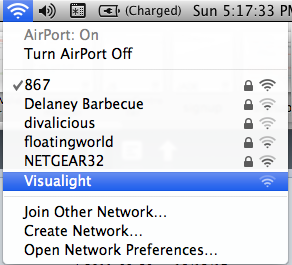 (Charged) Sun 5:17:33 PM
AirPort: On
Turn AirPort Off
✓867
Delaney Barbecue
divalicious
floatingworld
NETGEAR32
Visualight
Join Other Network...
Create Network...
Open Network Preferences...